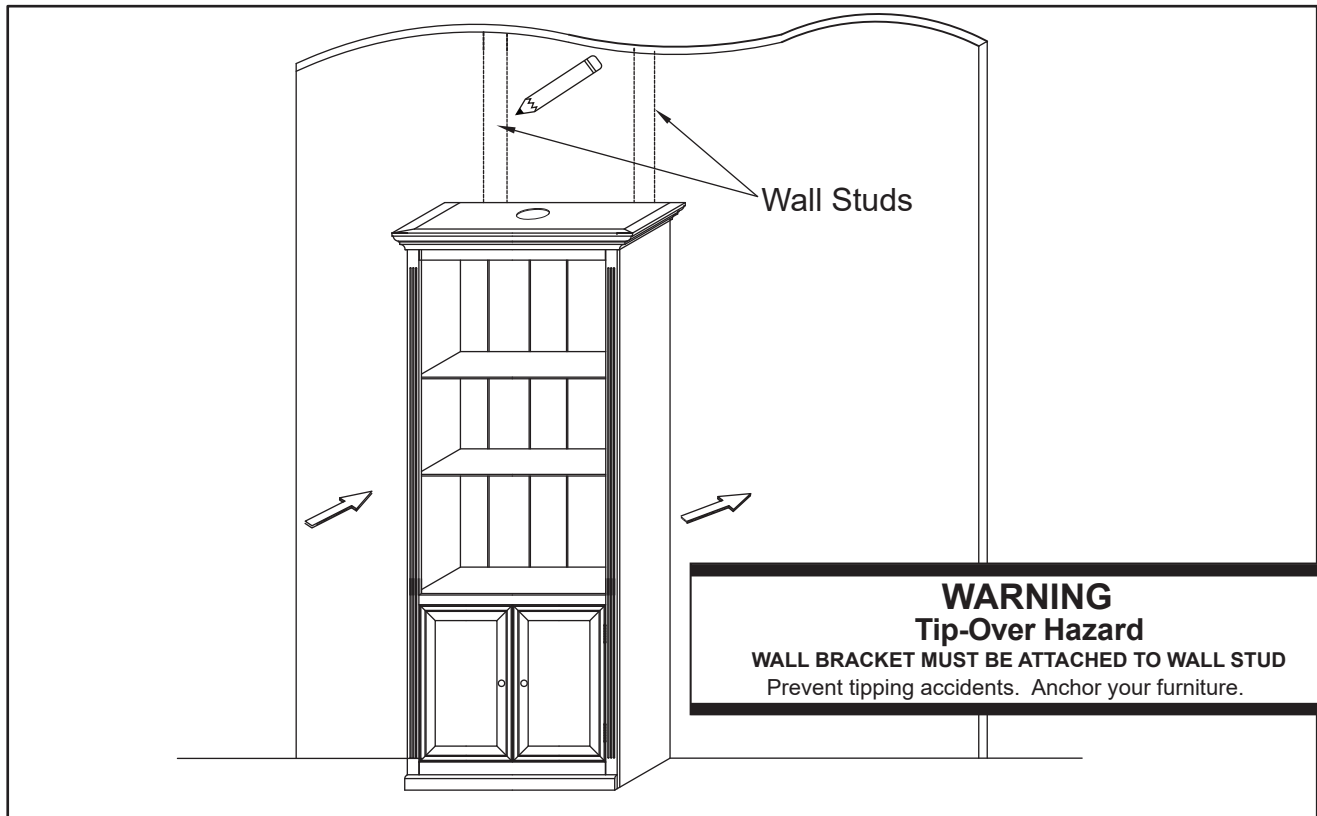 Wall Studs
WARNING
Tip-Over Hazard
WALL BRACKET MUST BE ATTACHED TO WALL STUD
Prevent tipping accidents. Anchor your furniture.